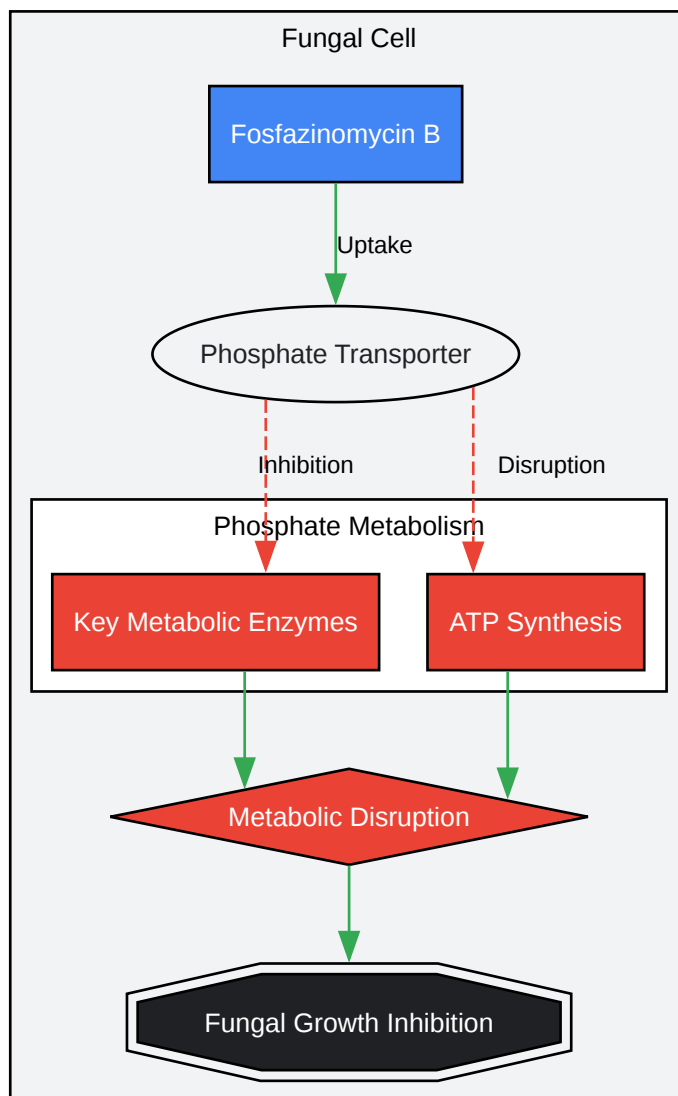 Fungal Cell
Fosfazinomycin B
Uptake
Phosphate Transporter
Inhibition
Disruption
Phosphate Metabolism
Key Metabolic Enzymes
ATP Synthesis
Metabolic Disruption
Fungal Growth Inhibition